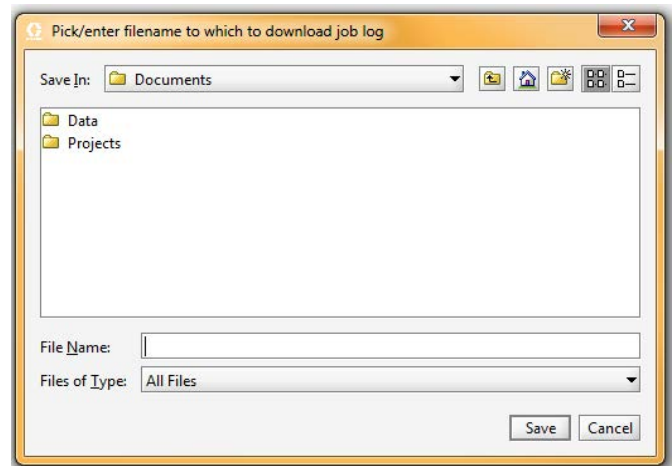 Pick/enter filename to which to download job log
Save In: Documents
Data
Projects
File Name:
Files of Type: All Files
Save Cancel